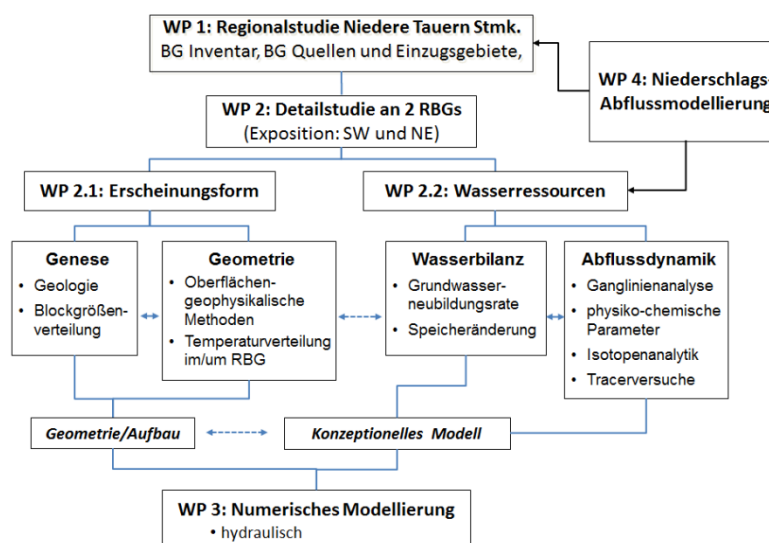 WP 1: Regionalstudie Niedere Tauern Stmk.
BG Inventar, BG Quellen und Einzugsgebiete,
WP 4: Niederschlags-
Abflussmodellierung
WP 2: Detailstudie an 2 RBGs
(Exposition: SW und NE)
WP 2.1: Erscheinungsform
WP 2.2: Wasserressourcen
Genese
• Geologie
• Blockgrößen-
verteilung
Geometrie
• Oberflächen-
geophysikalische
Methoden
• Temperaturverteilung
im/um RBG
Wasserbilanz
• Grundwasser-
neubildungsrate
• Speicheränderung
Abflussdynamik
• Ganglinienanalyse
• physiko-chemische
Parameter
• Isotopenanalytik
• Tracerversuche
Geometrie/Aufbau
Konzeptionelles Modell
WP 3: Numerisches Modellierung
• hydraulisch